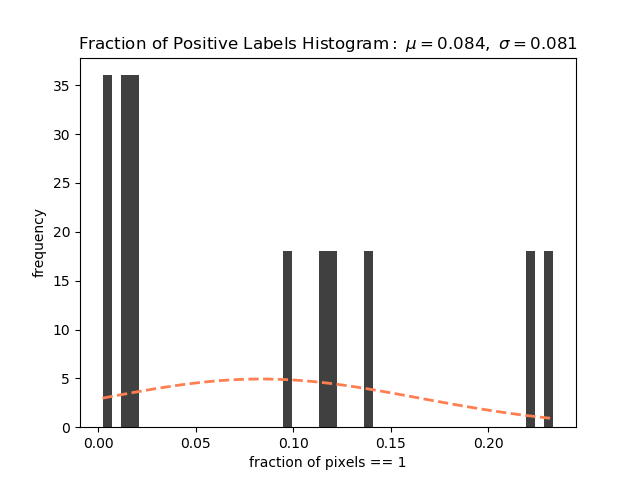 Fraction of Positive Labels Histogram : μ = 0.084, σ = 0.081
frequency
35
30
25
20
15
10
5
0
0.00 0.05 0.10 0.15 0.20
fraction of pixels == 1